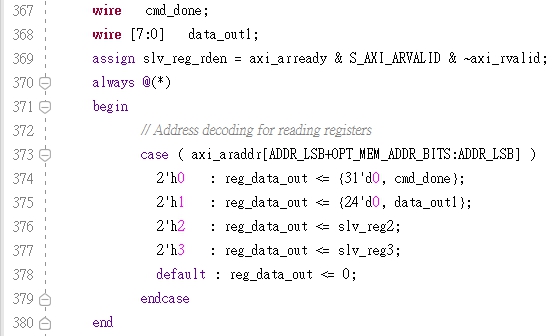 367 wire cmd_done;
368 wire [7:0] data_out1;
369 assign slv_reg_rden = axi_arready & S_AXI_ARVALID & ~axi_rvalid;
370 always @(*)
371 begin
372 // Address decoding for reading registers
373 case ( axi_araddr[ADDR_LSB+OPT_MEM_ADDR_BITS:ADDR_LSB] )
374 2'h0 : reg_data_out <= {31'd0, cmd_done};
375 2'h1 : reg_data_out <= {24'd0, data_out1};
376 2'h2 : reg_data_out <= slv_reg2;
377 2'h3 : reg_data_out <= slv_reg3;
378 default : reg_data_out <= 0;
379 endcase
380 end